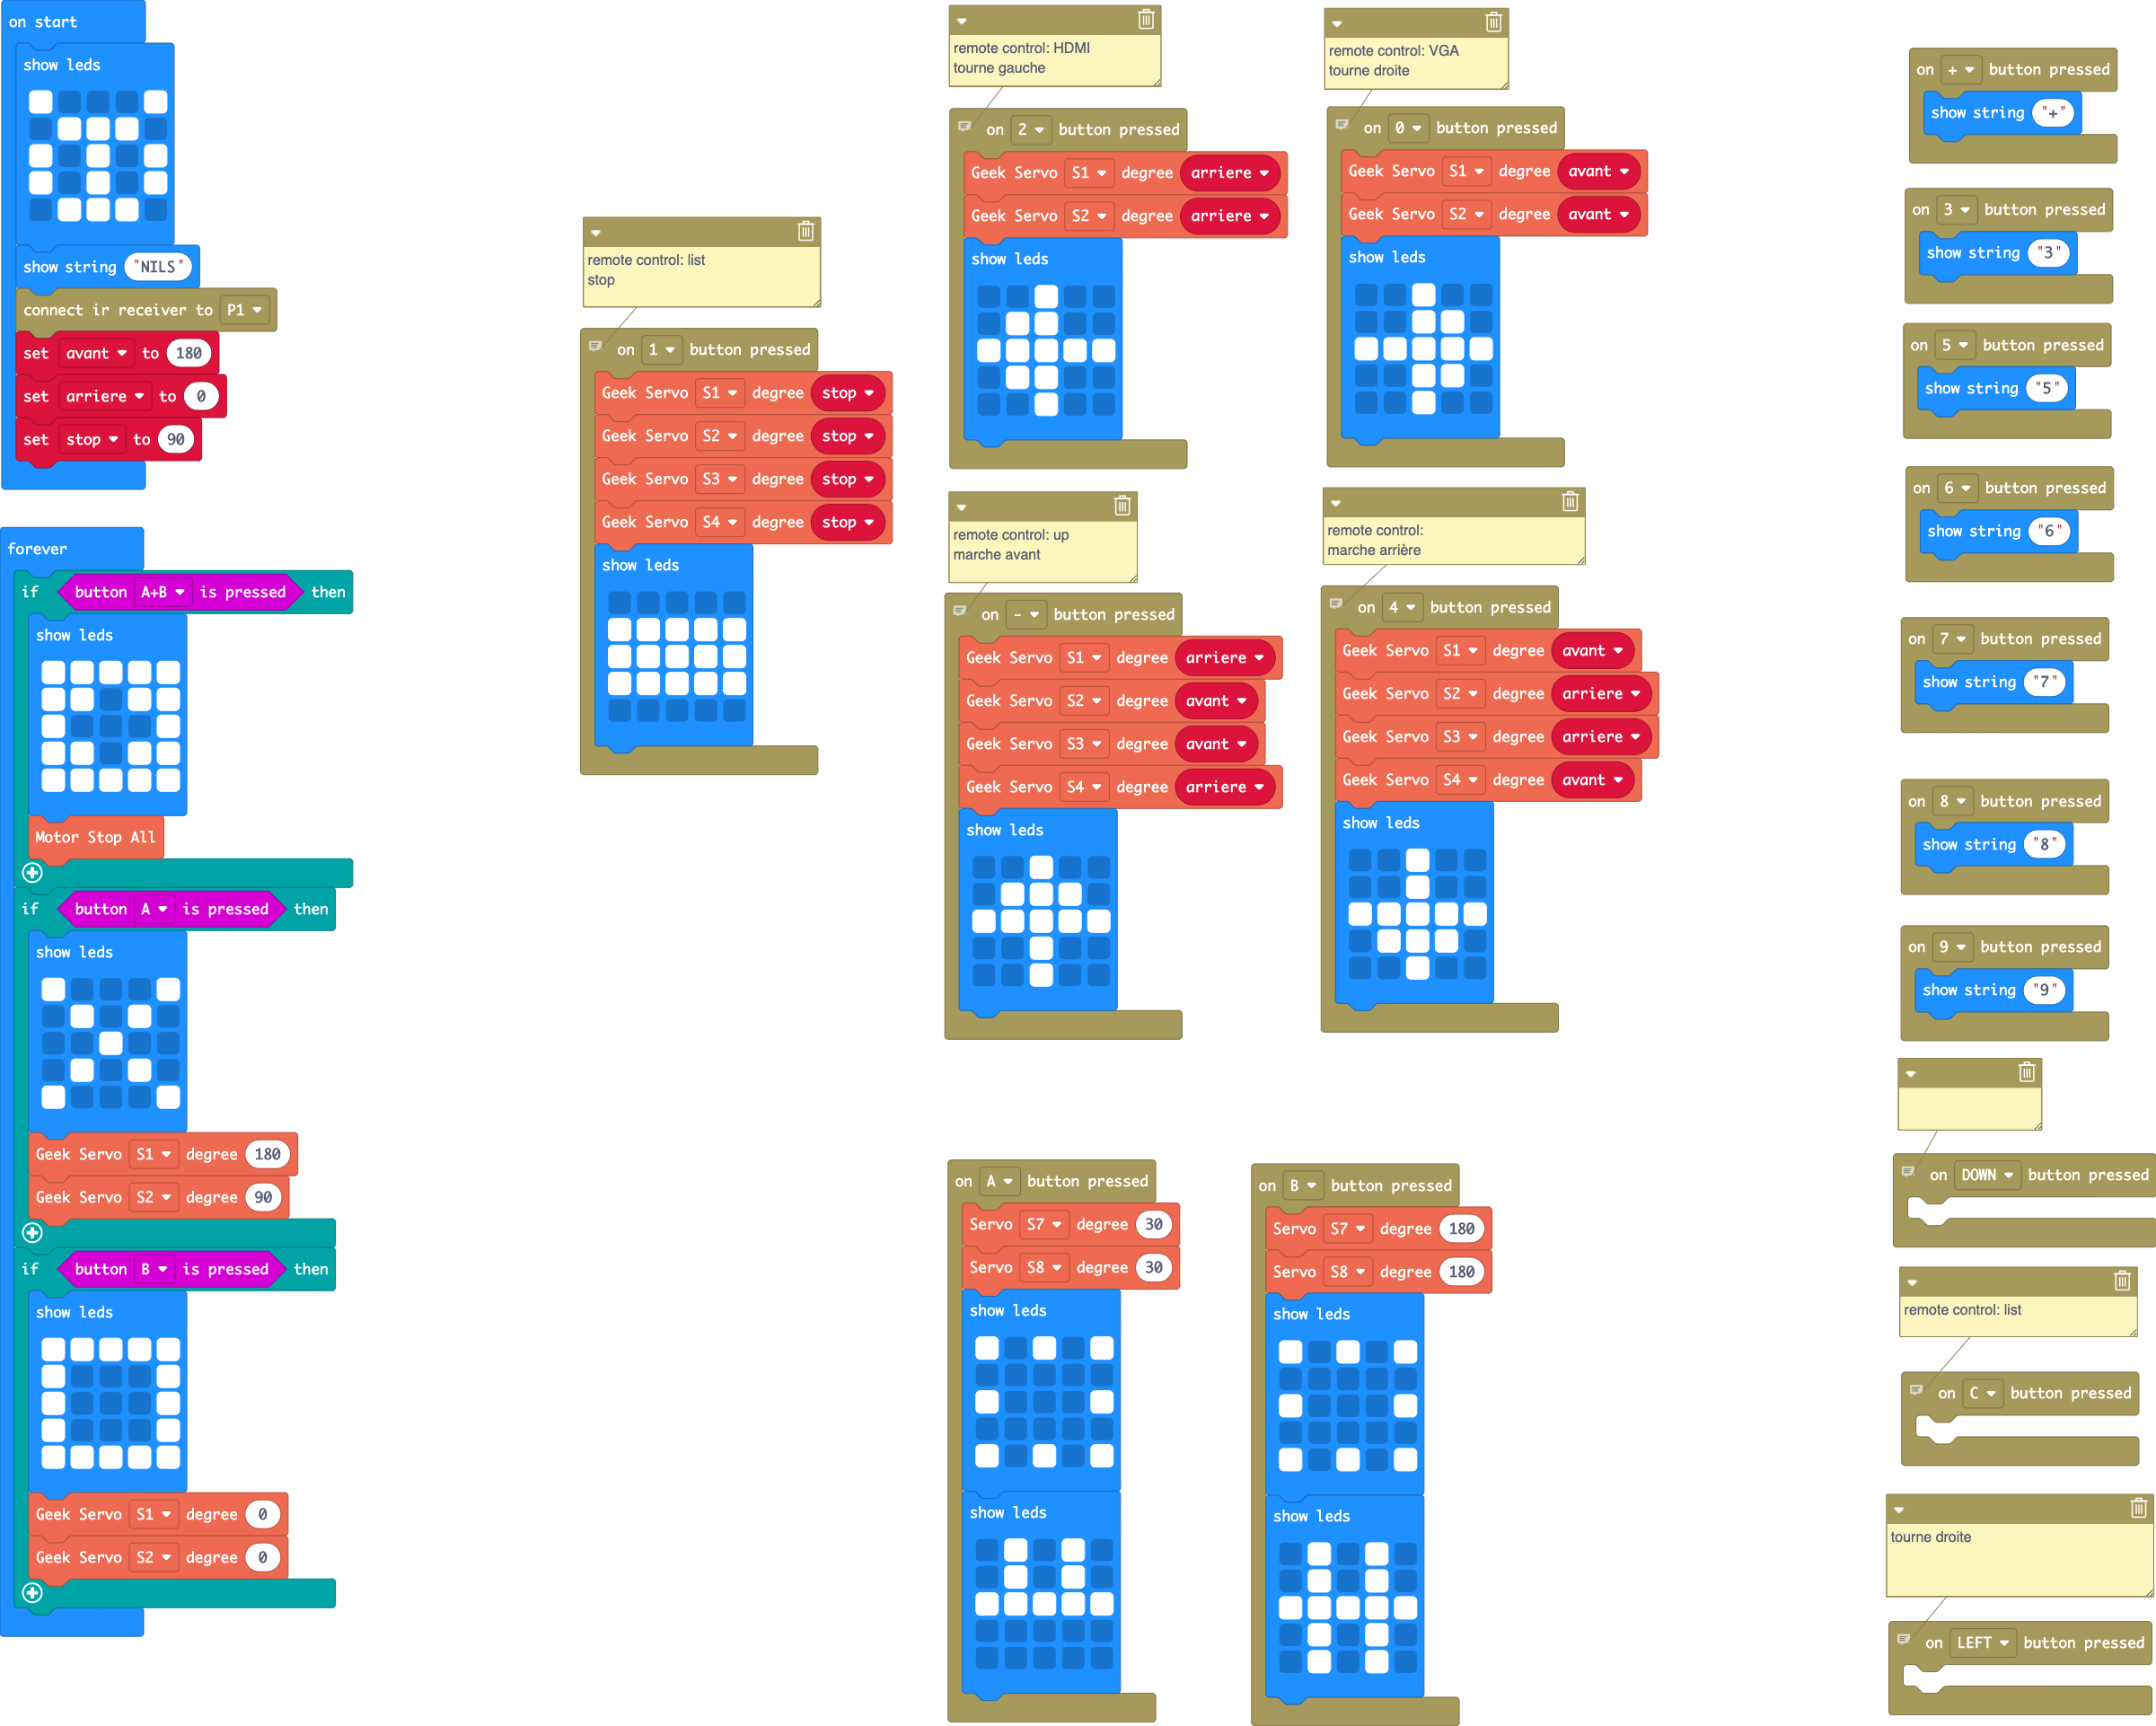 on start
show leds
show string "NILS"
connect ir receiver to P1
set avant to 180
set arriere to 0
set stop to 90
forever
if button A+B is pressed then
show leds
Motor Stop All
if button A is pressed then
show leds
Geek Servo S1 degree 180
Geek Servo S2 degree 90
if button B is pressed then
show leds
Geek Servo S1 degree 0
Geek Servo S2 degree 0
remote control: list
stop
on 1 button pressed
Geek Servo S1 degree stop
Geek Servo S2 degree stop
Geek Servo S3 degree stop
Geek Servo S4 degree stop
show leds
remote control: HDMI
tourne gauche
on 2 button pressed
Geek Servo S1 degree arriere
Geek Servo S2 degree arriere
show leds
remote control: VGA
tourne droite
on 0 button pressed
Geek Servo S1 degree avant
Geek Servo S2 degree avant
show leds
remote control: up
marche avant
on - button pressed
Geek Servo S1 degree arriere
Geek Servo S2 degree avant
Geek Servo S3 degree avant
Geek Servo S4 degree arriere
show leds
remote control:
marche arrière
on 4 button pressed
Geek Servo S1 degree avant
Geek Servo S2 degree arriere
Geek Servo S3 degree arriere
Geek Servo S4 degree avant
show leds
on A button pressed
Servo S7 degree 30
Servo S8 degree 30
show leds
show leds
on B button pressed
Servo S7 degree 180
Servo S8 degree 180
show leds
show leds
on + button pressed
show string "+"
on 3 button pressed
show string "3"
on 5 button pressed
show string "5"
on 6 button pressed
show string "6"
on 7 button pressed
show string "7"
on 8 button pressed
show string "8"
on 9 button pressed
show string "9"
on DOWN button pressed
remote control: list
on C button pressed
tourne droite
on LEFT button pressed